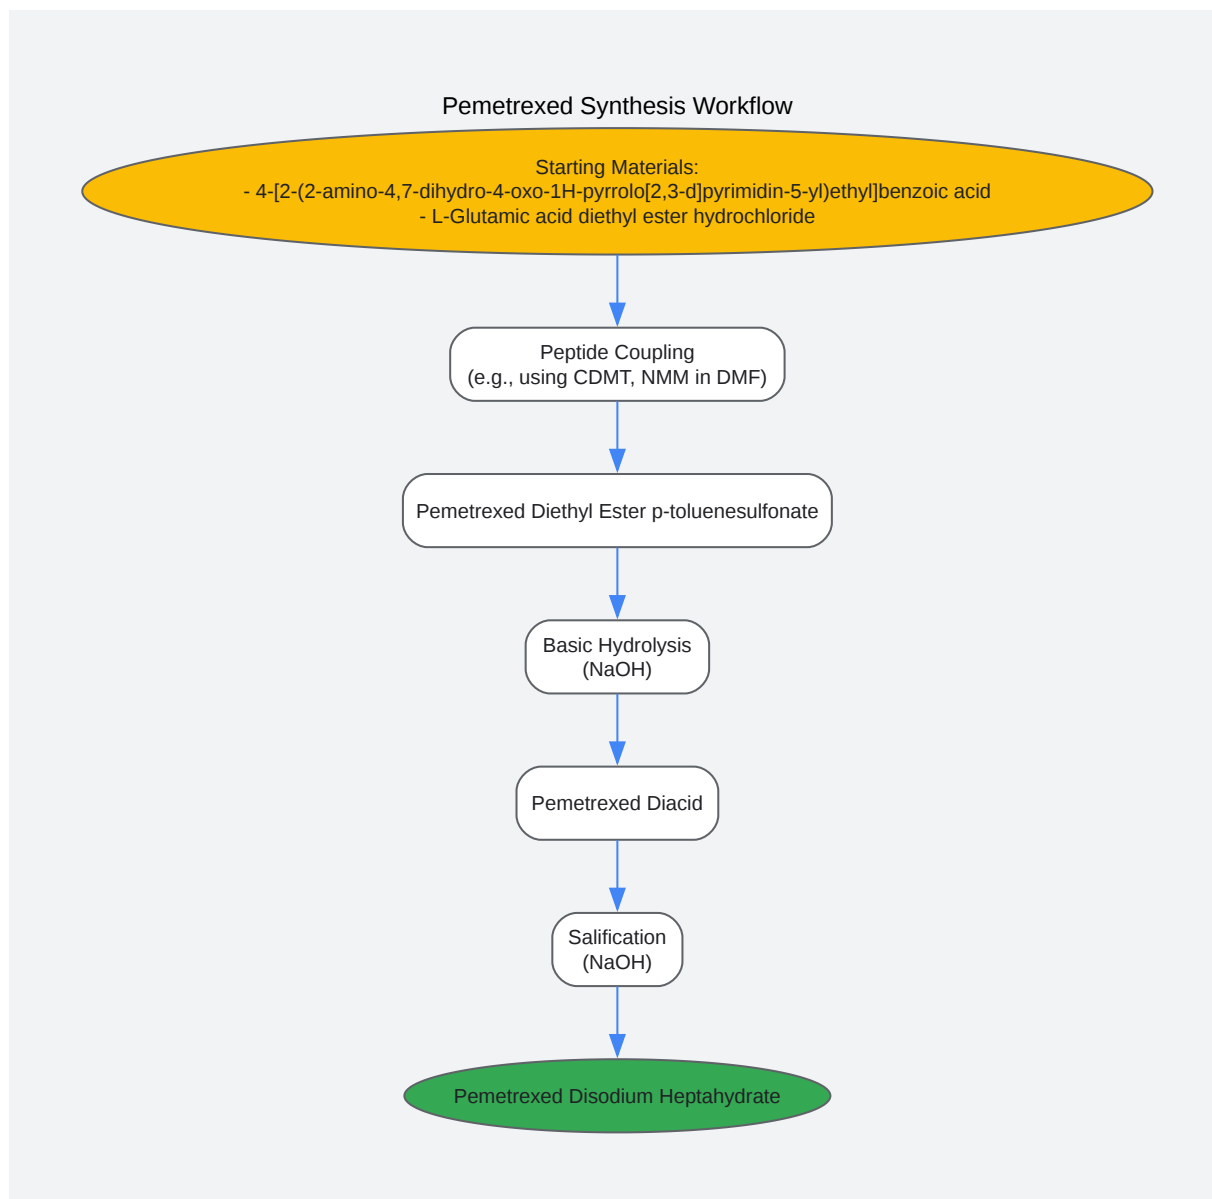 Pemetrexed Synthesis Workflow
Starting Materials:
- 4-[2-(2-amino-4,7-dihydro-4-oxo-1H-pyrrolo[2,3-d]pyrimidin-5-yl)ethyl]benzoic acid
- L-Glutamic acid diethyl ester hydrochloride
Peptide Coupling
(e.g., using CDMT, NMM in DMF)
Pemetrexed Diethyl Ester p-toluenesulfonate
Basic Hydrolysis
(NaOH)
Pemetrexed Diacid
Salification
(NaOH)
Pemetrexed Disodium Heptahydrate